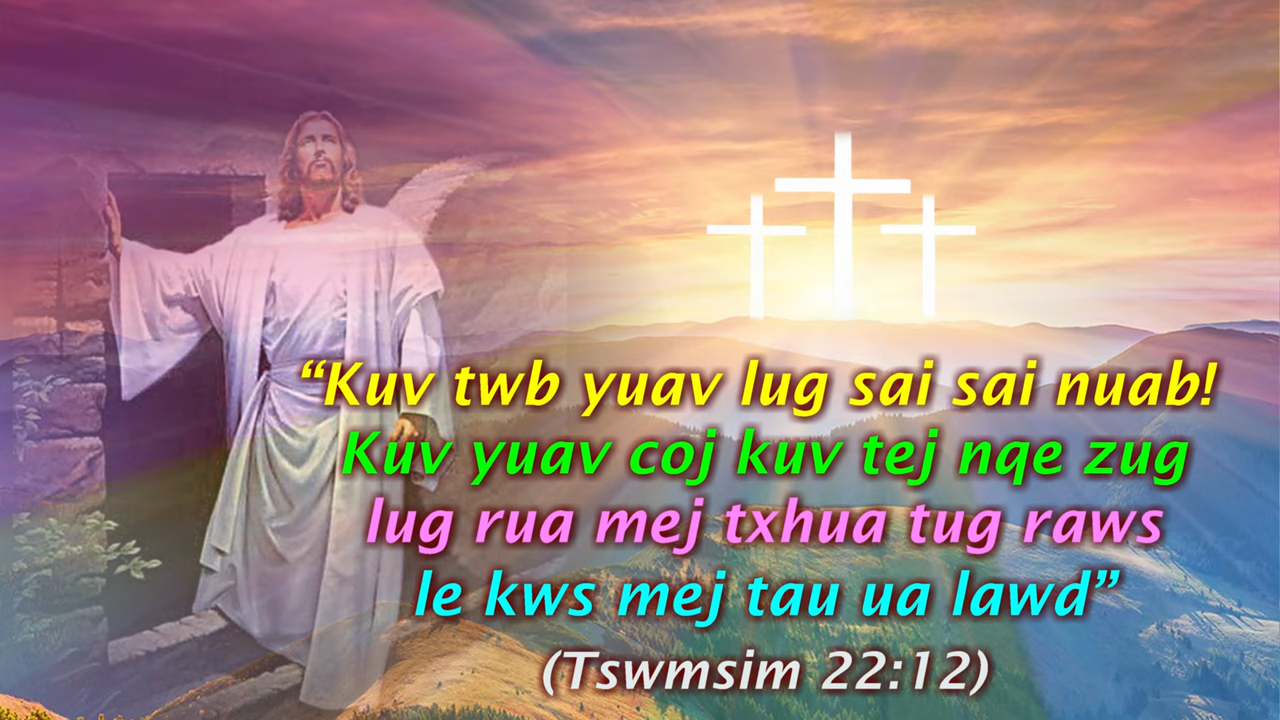 “Kuv twb yuav lug sai sai nuab!
Kuv yuav coj kuv tej nqe zug
lug rua mej txhua tug raws
le kws mej tau ua lawd”
(Tswmsim 22:12)